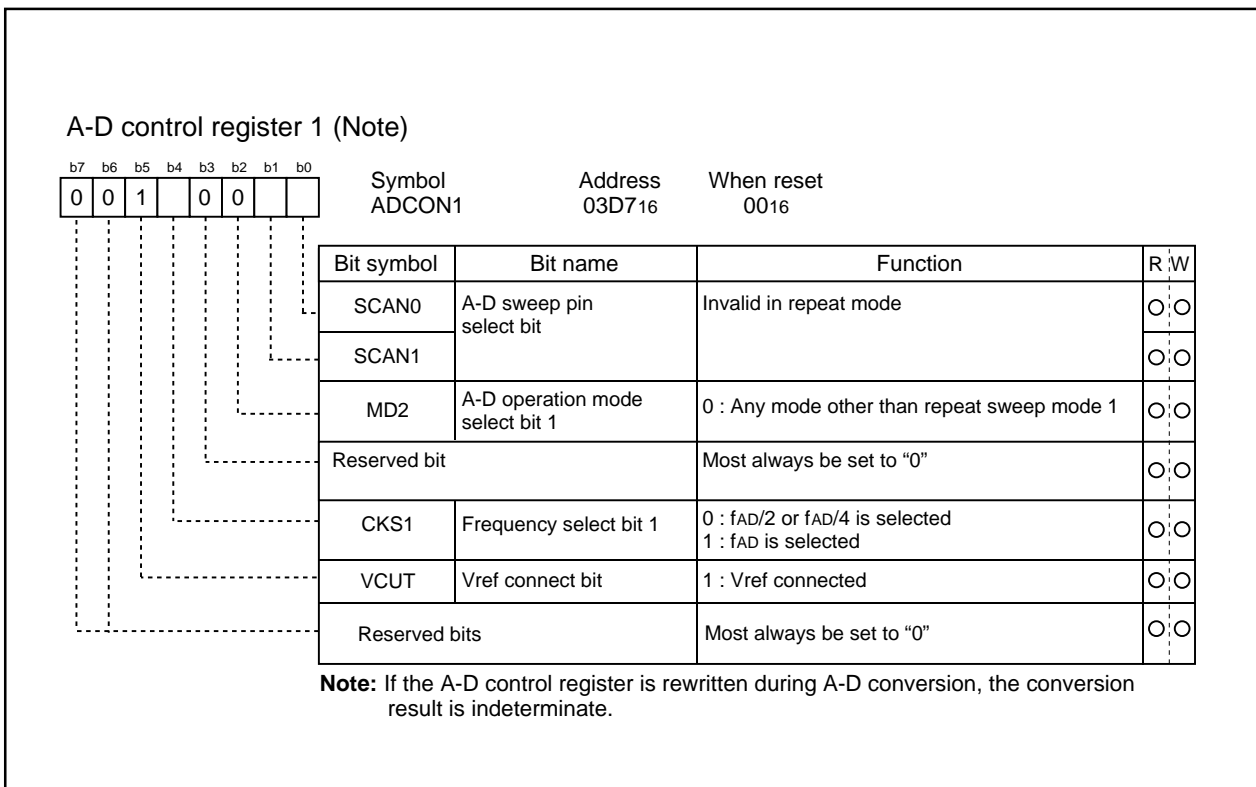 A-D control register 1 (Note)
b7 b6 b5 b4 b3 b2 b1 b0
0 0 1 0 0
Symbol Address When reset
ADCON1 03D716 0016
Bit symbol Bit name Function R W
SCAN0 A-D sweep pin select bit Invalid in repeat mode
SCAN1
MD2 A-D operation mode select bit 1 0 : Any mode other than repeat sweep mode 1
Reserved bit Most always be set to “0”
CKS1 Frequency select bit 1 0 : fAD/2 or fAD/4 is selected
1 : fAD is selected
VCUT Vref connect bit 1 : Vref connected
Reserved bits Most always be set to “0”
Note: If the A-D control register is rewritten during A-D conversion, the conversion
result is indeterminate.